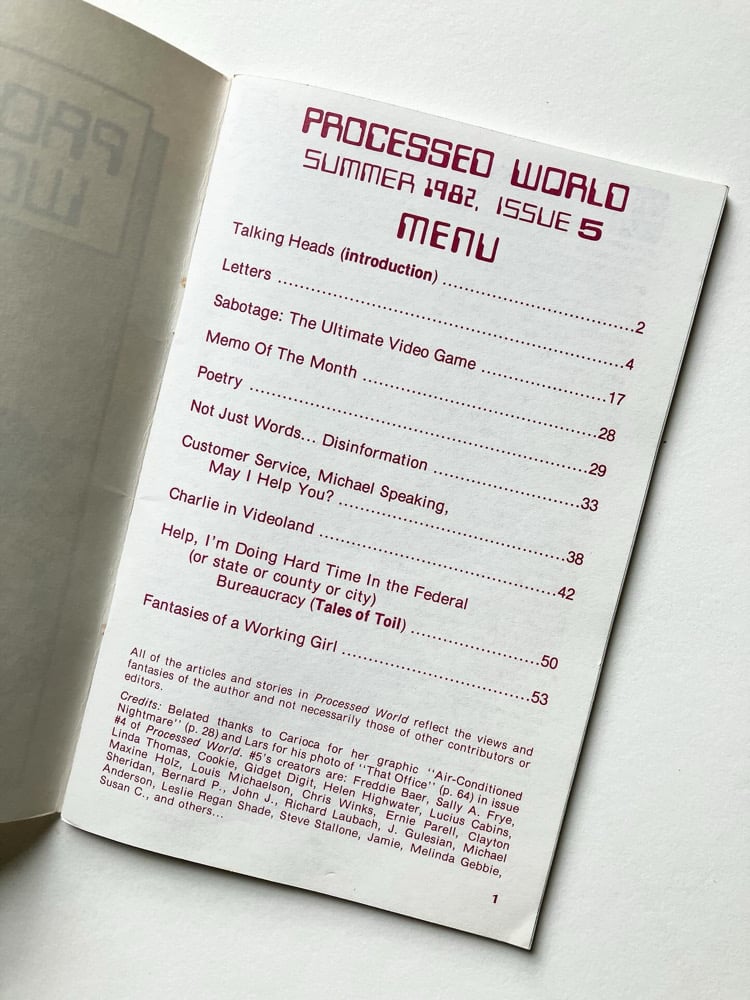 PROCESSED WORLD
SUMMER 1982, ISSUE 5
MENU
Talking Heads (introduction) ..............................2
Letters .....................................................4
Sabotage: The Ultimate Video Game ....................17
Memo Of The Month .....................................28
Poetry ......................................................29
Not Just Words... Disinformation ........................33
Customer Service, Michael Speaking,
May I Help You? .....................................38
Charlie in Videoland .......................................42
Help, I'm Doing Hard Time In the Federal
(or state or county or city)
Bureaucracy (Tales of Toil) .....................50
Fantasies of a Working Girl ..............................53
All of the articles and stories in Processed World reflect the views and
fantasies of the author and not necessarily those of other contributors or
editors.
Credits: Belated thanks to Carioca for her graphic "Air-Conditioned
Nightmare" (p. 28) and Lars for his photo of "That Office" (p. 64) in issue
#4 of Processed World. #5's creators are: Freddie Baer, Sally A. Frye,
Linda Thomas, Cookie, Gidget Digit, Helen Highwater, Lucius Cabins,
Maxine Holz, Louis Michaelson, Chris Winks, Ernie Parell, Clayton
Sheridan, Bernard P., John J., Richard Laubach, J. Gulesian, Michael
Anderson, Leslie Regan Shade, Steve Stallone, Jamie, Melinda Gebbie,
Susan C., and others...
1